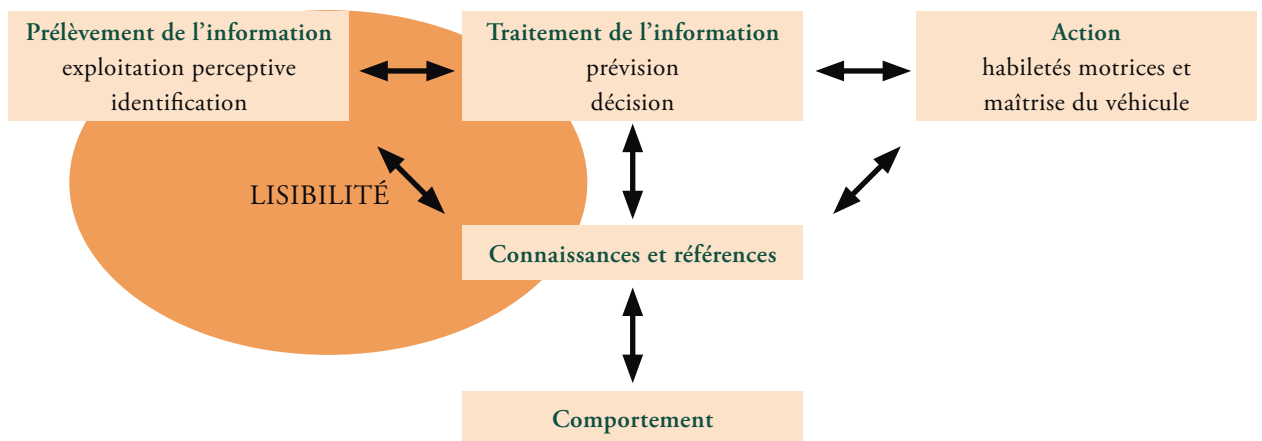 Prélèvement de l’information
exploitation perceptive
identification
Traitement de l’information
prévision
décision
Action
habiletés motrices et
maîtrise du véhicule
LISIBILITÉ
Connaissances et références
Comportement